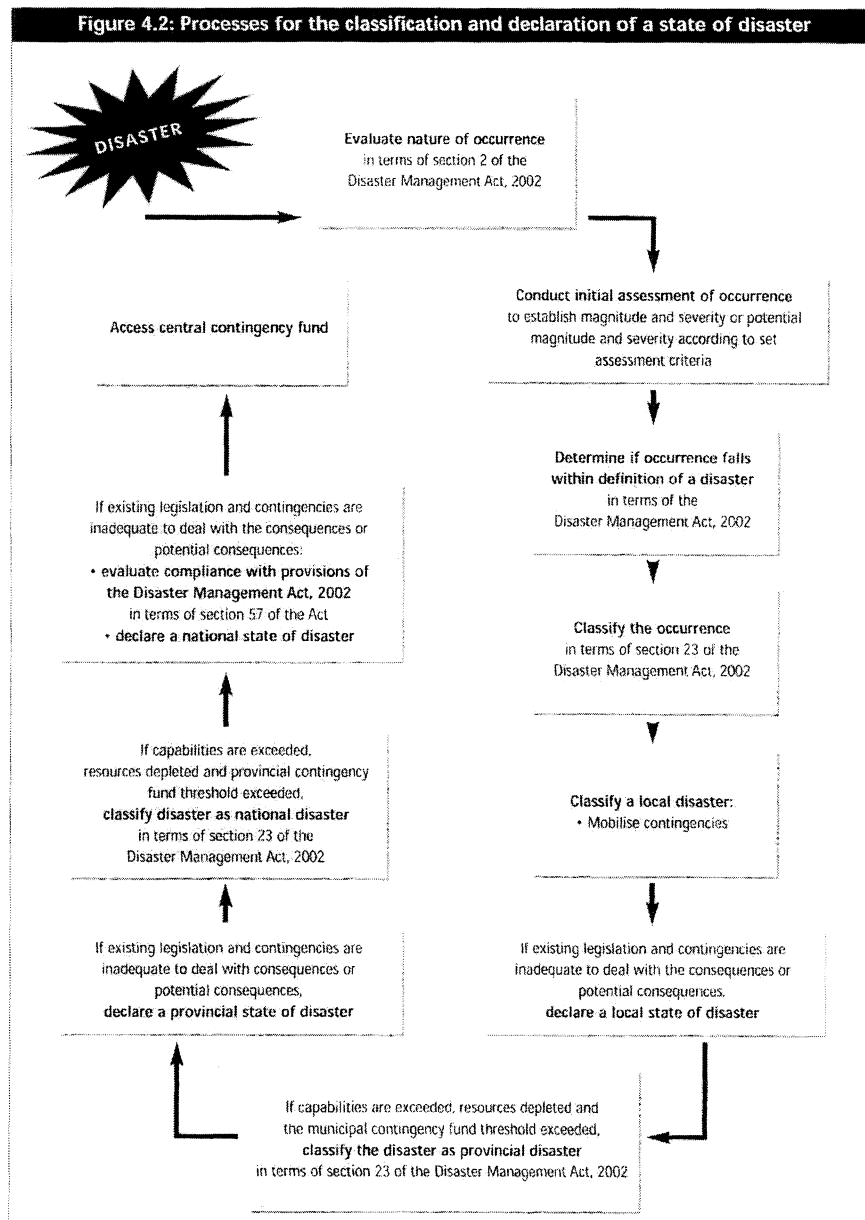 Figure 4.2: Processes for the classification and declaration of a state of disaster
DISASTER
Evaluate nature of occurrence
in terms of section 2 of the
Disaster Management Act, 2002
Conduct initial assessment of occurrence
to establish magnitude and severity or potential
magnitude and severity according to set
assessment criteria
Determine if occurrence falls
within definition of a disaster
in terms of the
Disaster Management Act, 2002
Classify the occurrence
in terms of section 23 of the
Disaster Management Act, 2002
Classify a local disaster:
• Mobilise contingencies
If existing legislation and contingencies are
inadequate to deal with the consequences or
potential consequences,
declare a local state of disaster
If capabilities are exceeded, resources depleted and
the municipal contingency fund threshold exceeded,
classify the disaster as provincial disaster
in terms of section 23 of the Disaster Management Act, 2002
If existing legislation and contingencies are
inadequate to deal with consequences or
potential consequences,
declare a provincial state of disaster
If capabilities are exceeded,
resources depleted and provincial contingency
fund threshold exceeded,
classify disaster as national disaster
in terms of section 23 of the
Disaster Management Act, 2002
If existing legislation and contingencies are
inadequate to deal with the consequences or
potential consequences:
• evaluate compliance with provisions of
the Disaster Management Act, 2002
in terms of section 57 of the Act
• declare a national state of disaster
Access central contingency fund